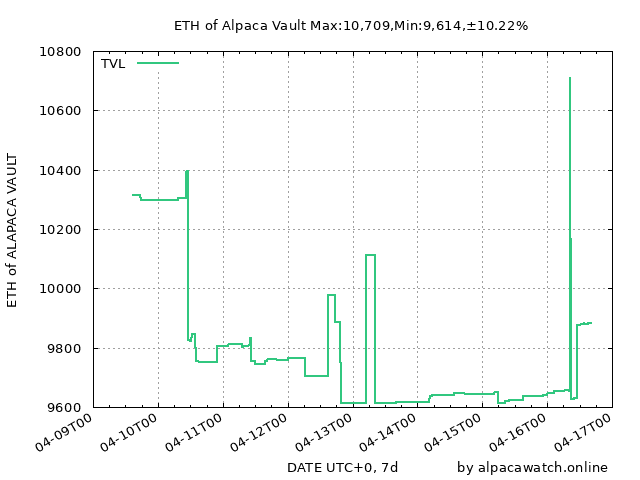 ETH of Alpaca Vault Max:10,709,Min:9,614,±10.22%
TVL
10800
10600
10400
10200
10000
9800
9600
ETH of ALAPACA VAULT
04-09T00
04-10T00
04-11T00
04-12T00
04-13T00
04-14T00
04-15T00
04-16T00
04-17T00
DATE UTC+0, 7d
by alpacawatch.online